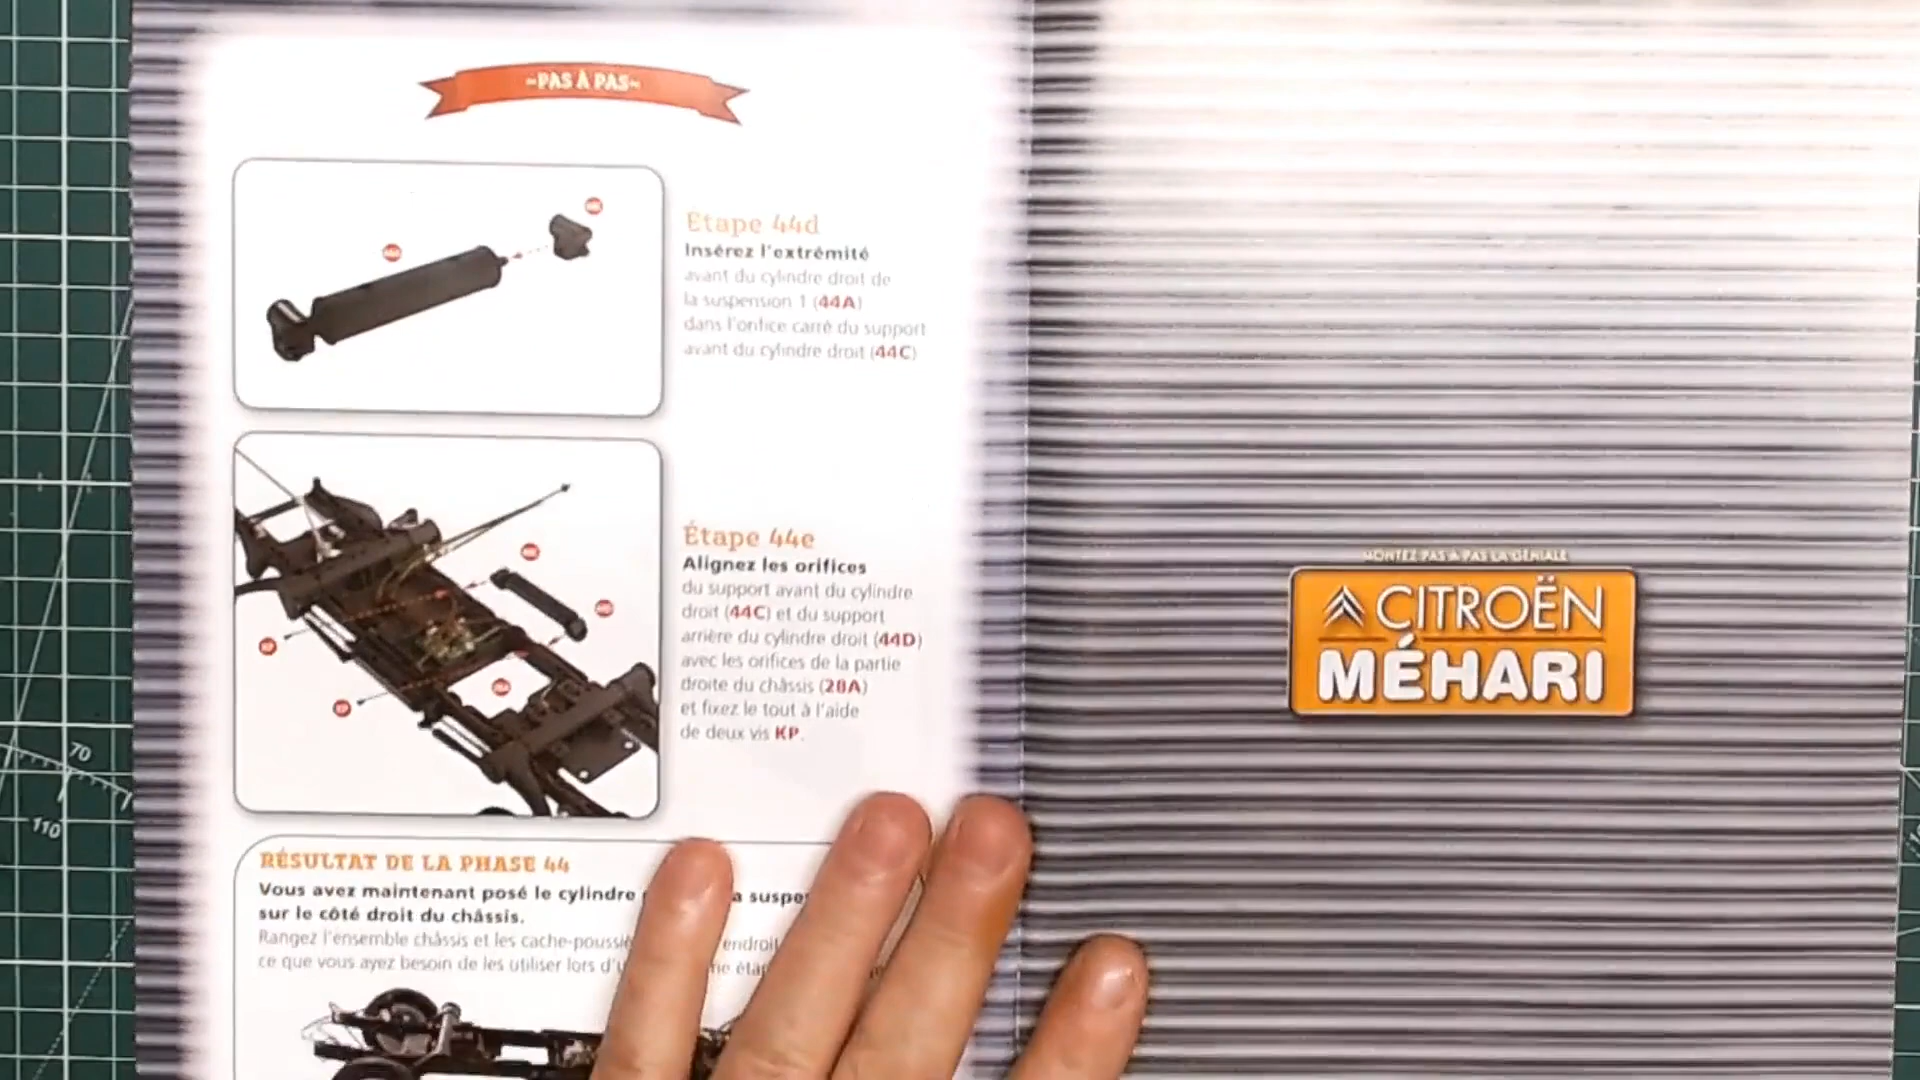 ~PAS À PAS~
Étape 44d
Insérez l'extrémité
avant du cylindre droit de
la suspension 1 (44A)
dans l'orifice carré du support
avant du cylindre droit (44C)
Étape 44e
Alignez les orifices
du support avant du cylindre
droit (44C) et du support
arrière du cylindre droit (44D)
avec les orifices de la partie
droite du châssis (28A)
et fixez le tout à l'aide
de deux vis KP.
KP
KP
RÉSULTAT DE LA PHASE 44
Vous avez maintenant posé le cylindre
sur le côté droit du châssis.
Rangez l'ensemble châssis et les endroit
ce que vous ayez besoin de les utiliser lors
MONTEZ PAS À PAS LA GÉNIALE
CITROËN
MÉHARI
70
110